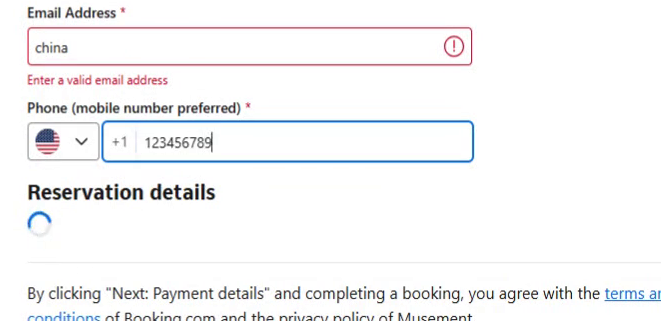 Email Address *
china
Enter a valid email address
Phone (mobile number preferred) *
+1 123456789
Reservation details
By clicking "Next: Payment details" and completing a booking, you agree with the terms
conditions of Booking.com and the privacy policy of Musement.